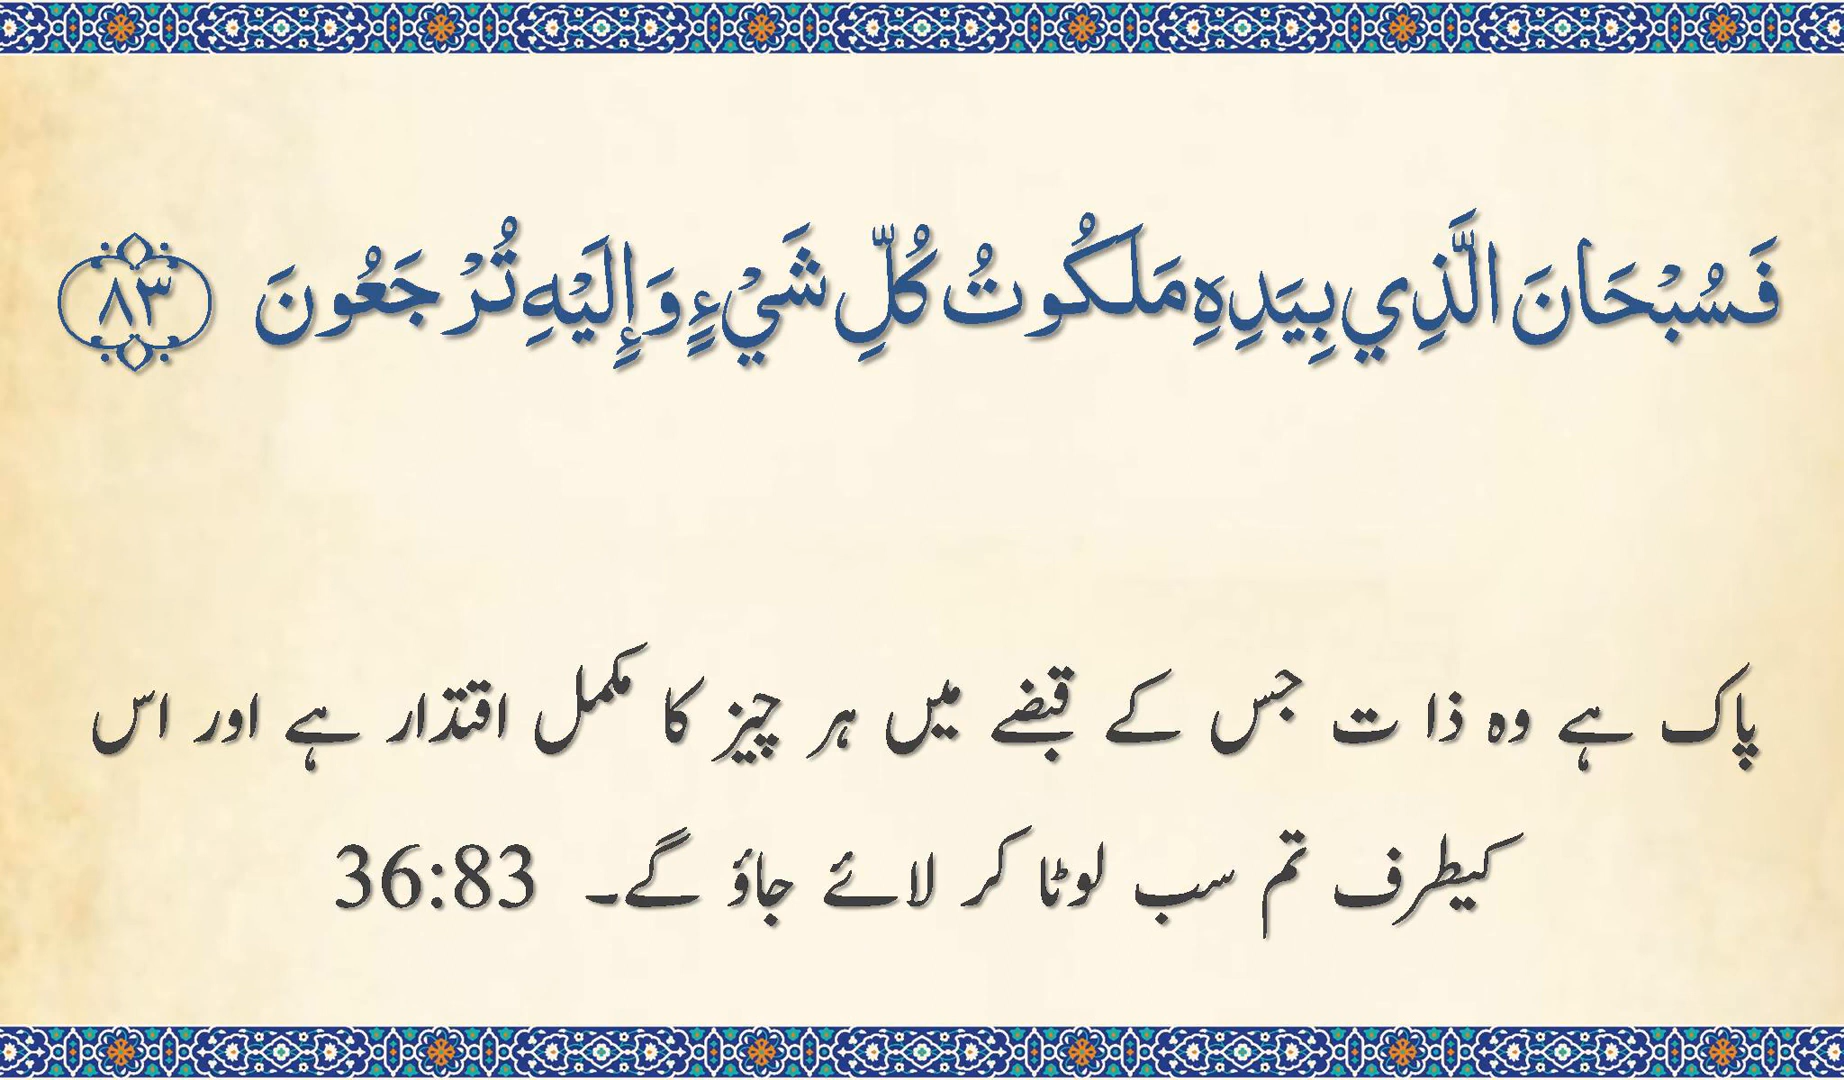 فَسُبْحَانَ الَّذِي بِيَدِهِ مَلَكُوتُ كُلِّ شَيْءٍ وَإِلَيْهِ تُرْجَعُونَ ﴿٨٣﴾
پاک ہے وہ ذا ت جس کے قبضے میں ہر چیز کا مکمل اقتدار ہے اور اس
کیطرف تم سب لوٹا کر لائے جاؤ گے۔ 36:83